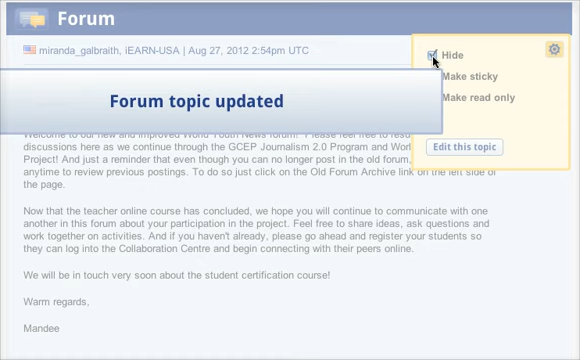 Forum
miranda_galbraith, iEARN-USA | Aug 27, 2012 2:54pm UTC
Hide
Make sticky
Make read only
Edit this topic
Forum topic updated
Welcome to our new and improved World Youth News forum! Please feel free to
discussions here as we continue through the GCEP Journalism 2.0 Program and
Project! And just a reminder that even though you can no longer post in the old forum,
anytime to review previous postings. To do so just click on the Old Forum Archive link on the left side of
the page.
Now that the teacher online course has concluded, we hope you will continue to communicate with one
another in this forum about your participation in the project. Feel free to share ideas, ask questions and
work together on activities. And if you haven't already, please go ahead and register your students so
they can log into the Collaboration Centre and begin connecting with their peers online.
We will be in touch very soon about the student certification course!
Warm regards,
Mandee